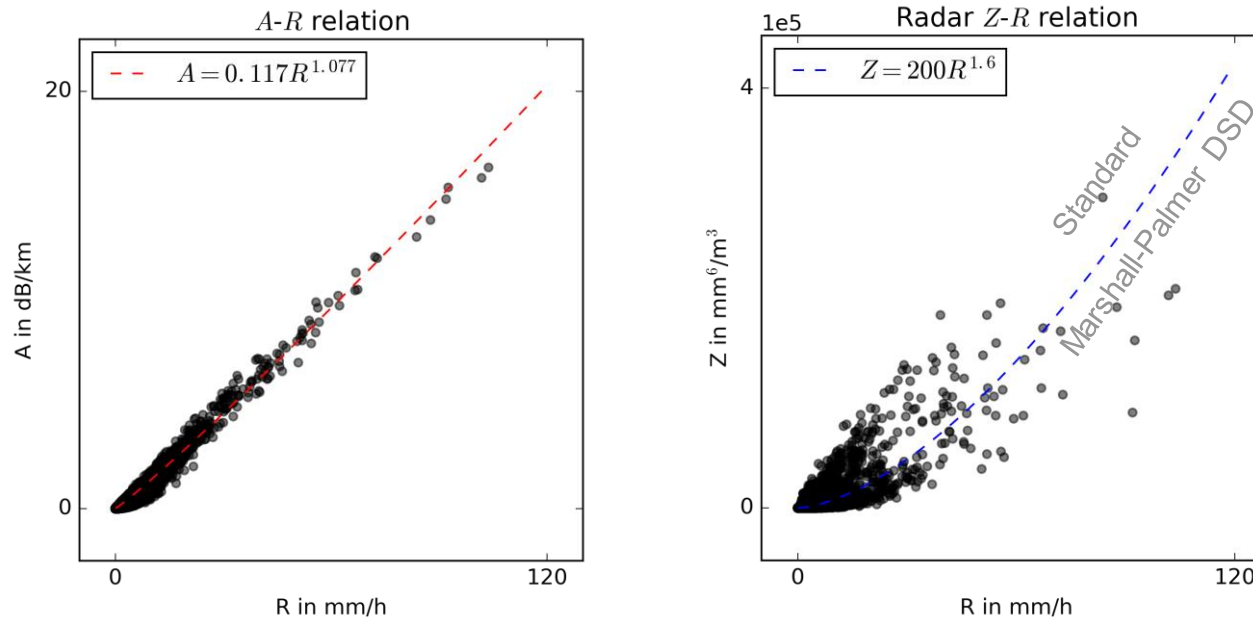 A-R relation
A = 0.117R^1.077
20
0
A in dB/km
0
120
R in mm/h
Radar Z-R relation
1e5
Z = 200R^1.6
4
0
Z in mm^6/m^3
Standard
Marshall-Palmer DSD
0
120
R in mm/h